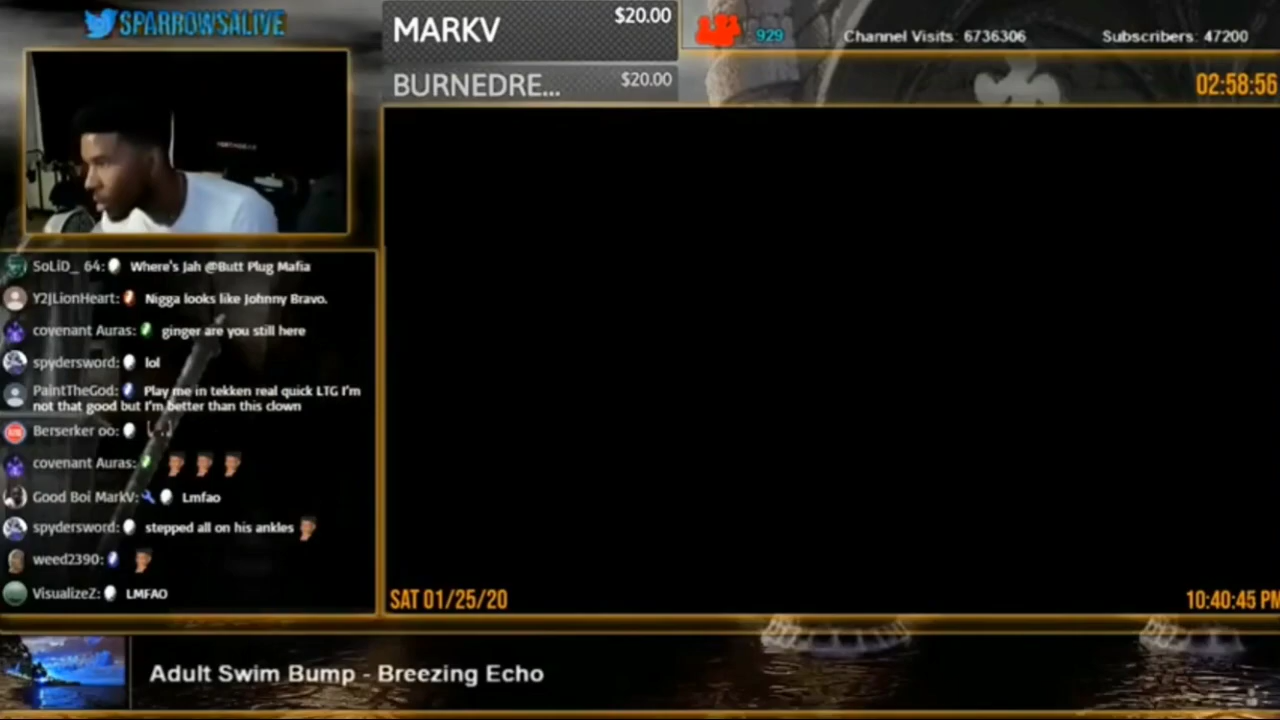 SPARROWSALIVE
MARKV $20.00
BURNEDRE... $20.00
929
Channel Visits: 6736306
Subscribers: 47200
02:58:56
SoLiD_ 64: Where's Jah @Butt Plug Mafia
Y2JLionHeart: Nigga looks like Johnny Bravo.
covenant Auras: ginger are you still here
spydersword: lol
PaintTheGod: Play me in tekken real quick LTG I'm
not that good but I'm better than this clown
Berserker oo:
covenant Auras:
Good Boi MarkV: Lmfao
spydersword: stepped all on his ankles
weed2390:
VisualizeZ: LMFAO
SAT 01/25/20
10:40:45 PM
Adult Swim Bump - Breezing Echo